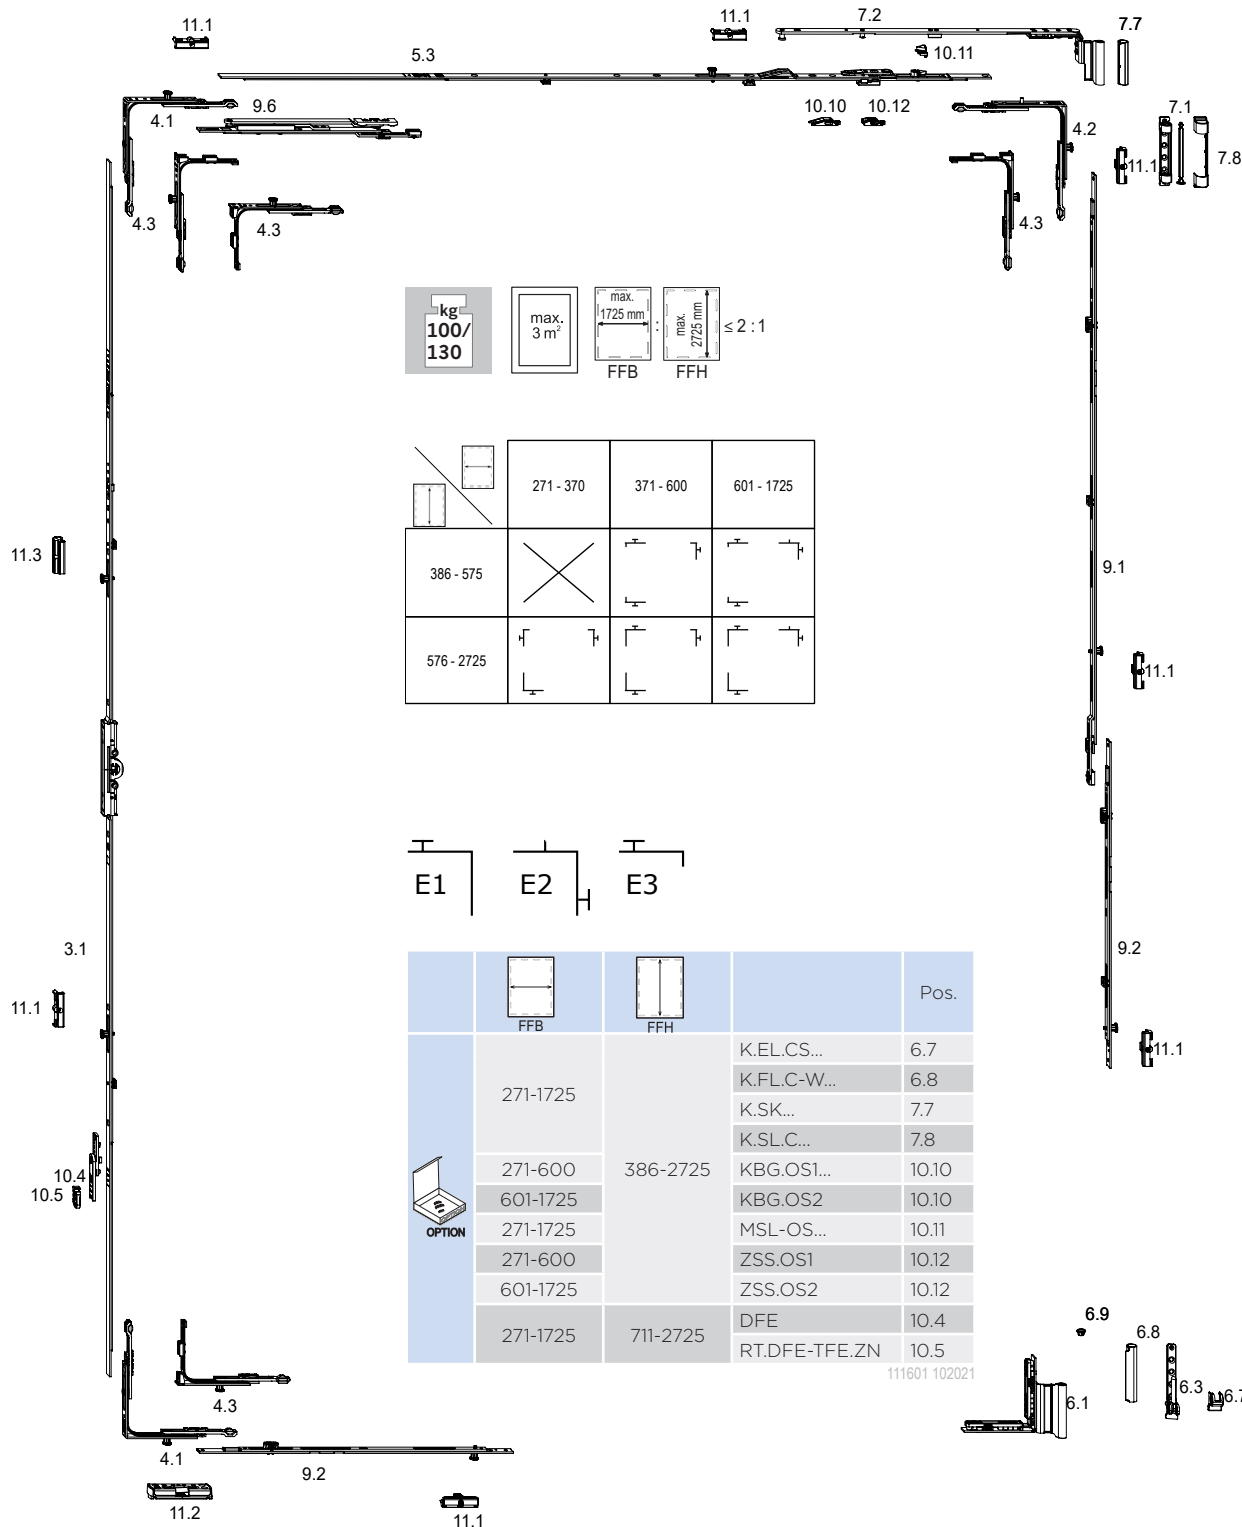 11.1
11.1
7.2
7.7
5.3
10.11
4.1
9.6
10.10
10.12
7.1
4.2
11.1
7.8
4.3
4.3
4.3
kg
100/
130
max.
3 m²
max.
1725 mm
FFB
:
max.
2725 mm
FFH
≤ 2 : 1
271 - 370
371 - 600
601 - 1725
386 - 575
576 - 2725
11.3
9.1
11.1
E1
E2
E3
3.1
9.2
11.1
11.1
FFB
FFH
Pos.
271-1725
386-2725
K.EL.CS... 6.7
K.FL.C-W... 6.8
K.SK... 7.7
K.SL.C... 7.8
271-600 KBG.OS1... 10.10
601-1725 KBG.OS2 10.10
271-1725 MSL-OS... 10.11
271-600 ZSS.OS1 10.12
601-1725 ZSS.OS2 10.12
271-1725
711-2725
DFE 10.4
RT.DFE-TFE.ZN 10.5
OPTION
111601 102021
10.4
10.5
6.9
6.8
6.3
6.1
4.3
4.1
9.2
11.2
11.1